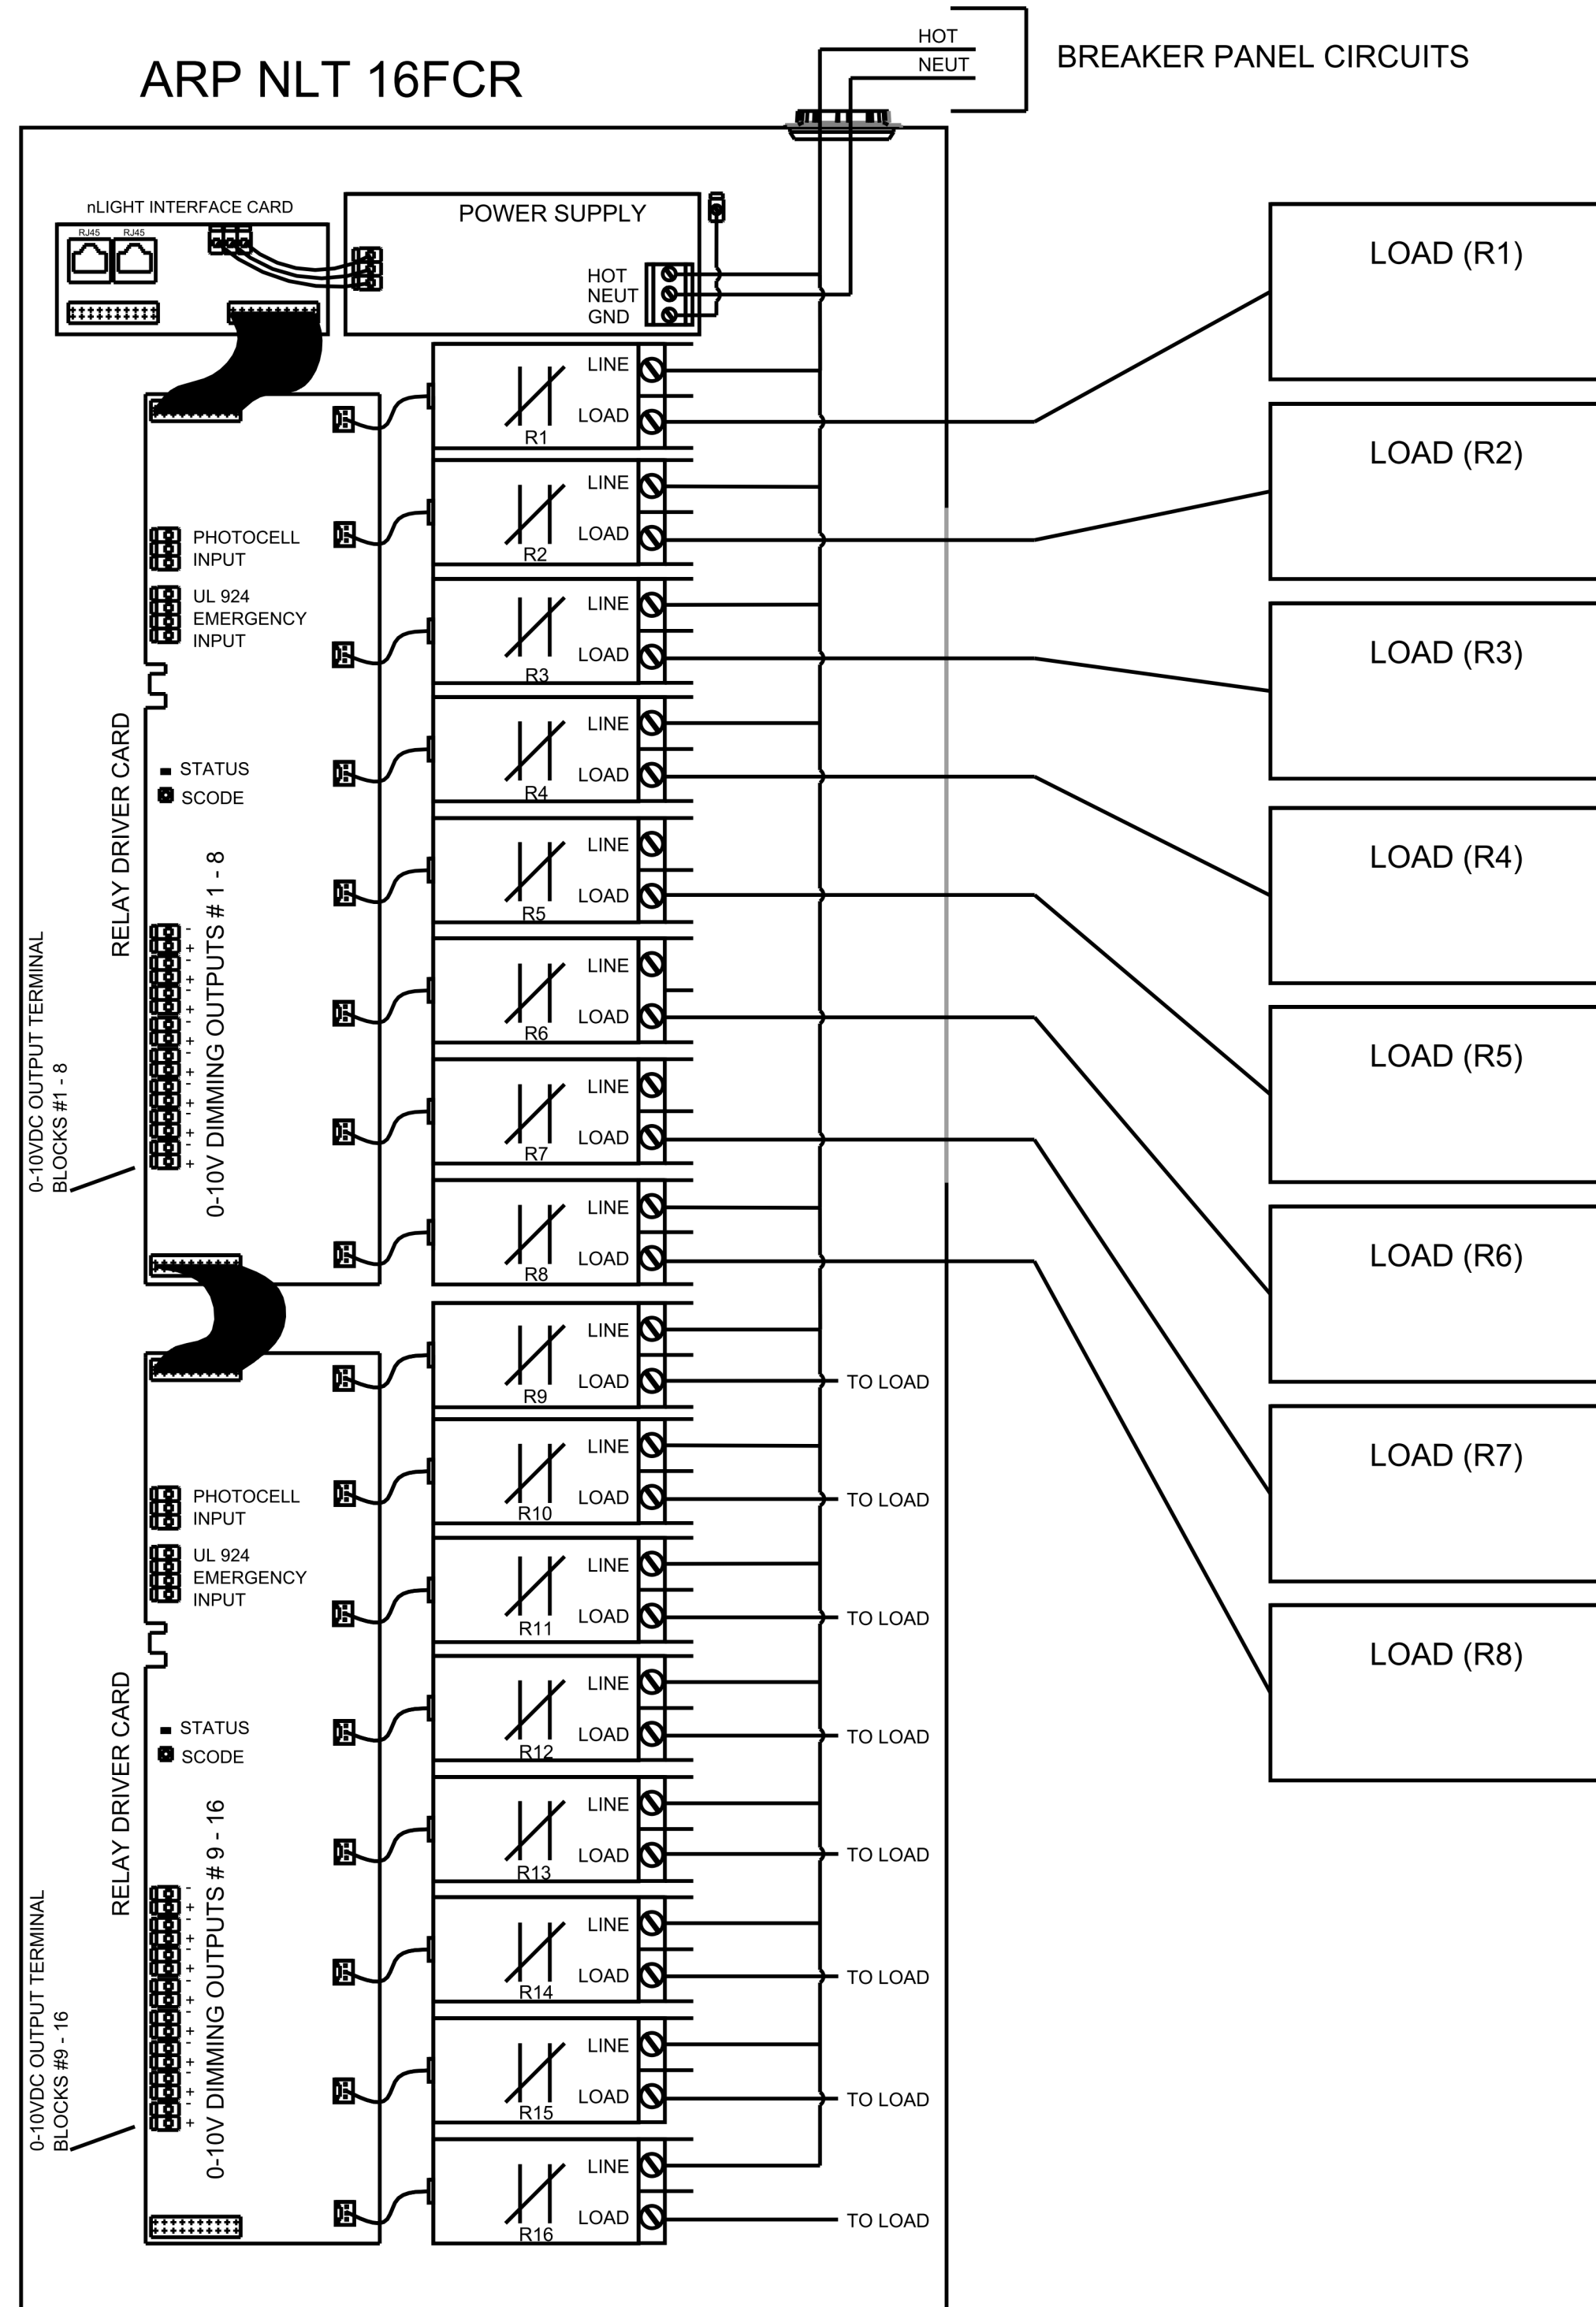 HOT
NEUT
BREAKER PANEL CIRCUITS
ARP NLT 16FCR
nLIGHT INTERFACE CARD
RJ45 RJ45
POWER SUPPLY
HOT
NEUT
GND
LINE
LOAD
R1
LINE
LOAD
R2
LINE
LOAD
R3
LINE
LOAD
R4
LINE
LOAD
R5
LINE
LOAD
R6
LINE
LOAD
R7
LINE
LOAD
R8
PHOTOCELL
INPUT
UL 924
EMERGENCY
INPUT
RELAY DRIVER CARD
STATUS
SCODE
0-10V DIMMING OUTPUTS # 1 - 8
- 
+
-
+
-
+
-
+
-
+
-
+
-
+
-
+
0-10VDC OUTPUT TERMINAL
BLOCKS #1 - 8
LINE
LOAD
R9
TO LOAD
LINE
LOAD
R10
TO LOAD
LINE
LOAD
R11
TO LOAD
LINE
LOAD
R12
TO LOAD
LINE
LOAD
R13
TO LOAD
LINE
LOAD
R14
TO LOAD
LINE
LOAD
R15
TO LOAD
LINE
LOAD
R16
TO LOAD
PHOTOCELL
INPUT
UL 924
EMERGENCY
INPUT
RELAY DRIVER CARD
STATUS
SCODE
0-10V DIMMING OUTPUTS # 9 - 16
-
+
-
+
-
+
-
+
-
+
-
+
-
+
-
+
0-10VDC OUTPUT TERMINAL
BLOCKS #9 - 16
LOAD (R1)
LOAD (R2)
LOAD (R3)
LOAD (R4)
LOAD (R5)
LOAD (R6)
LOAD (R7)
LOAD (R8)